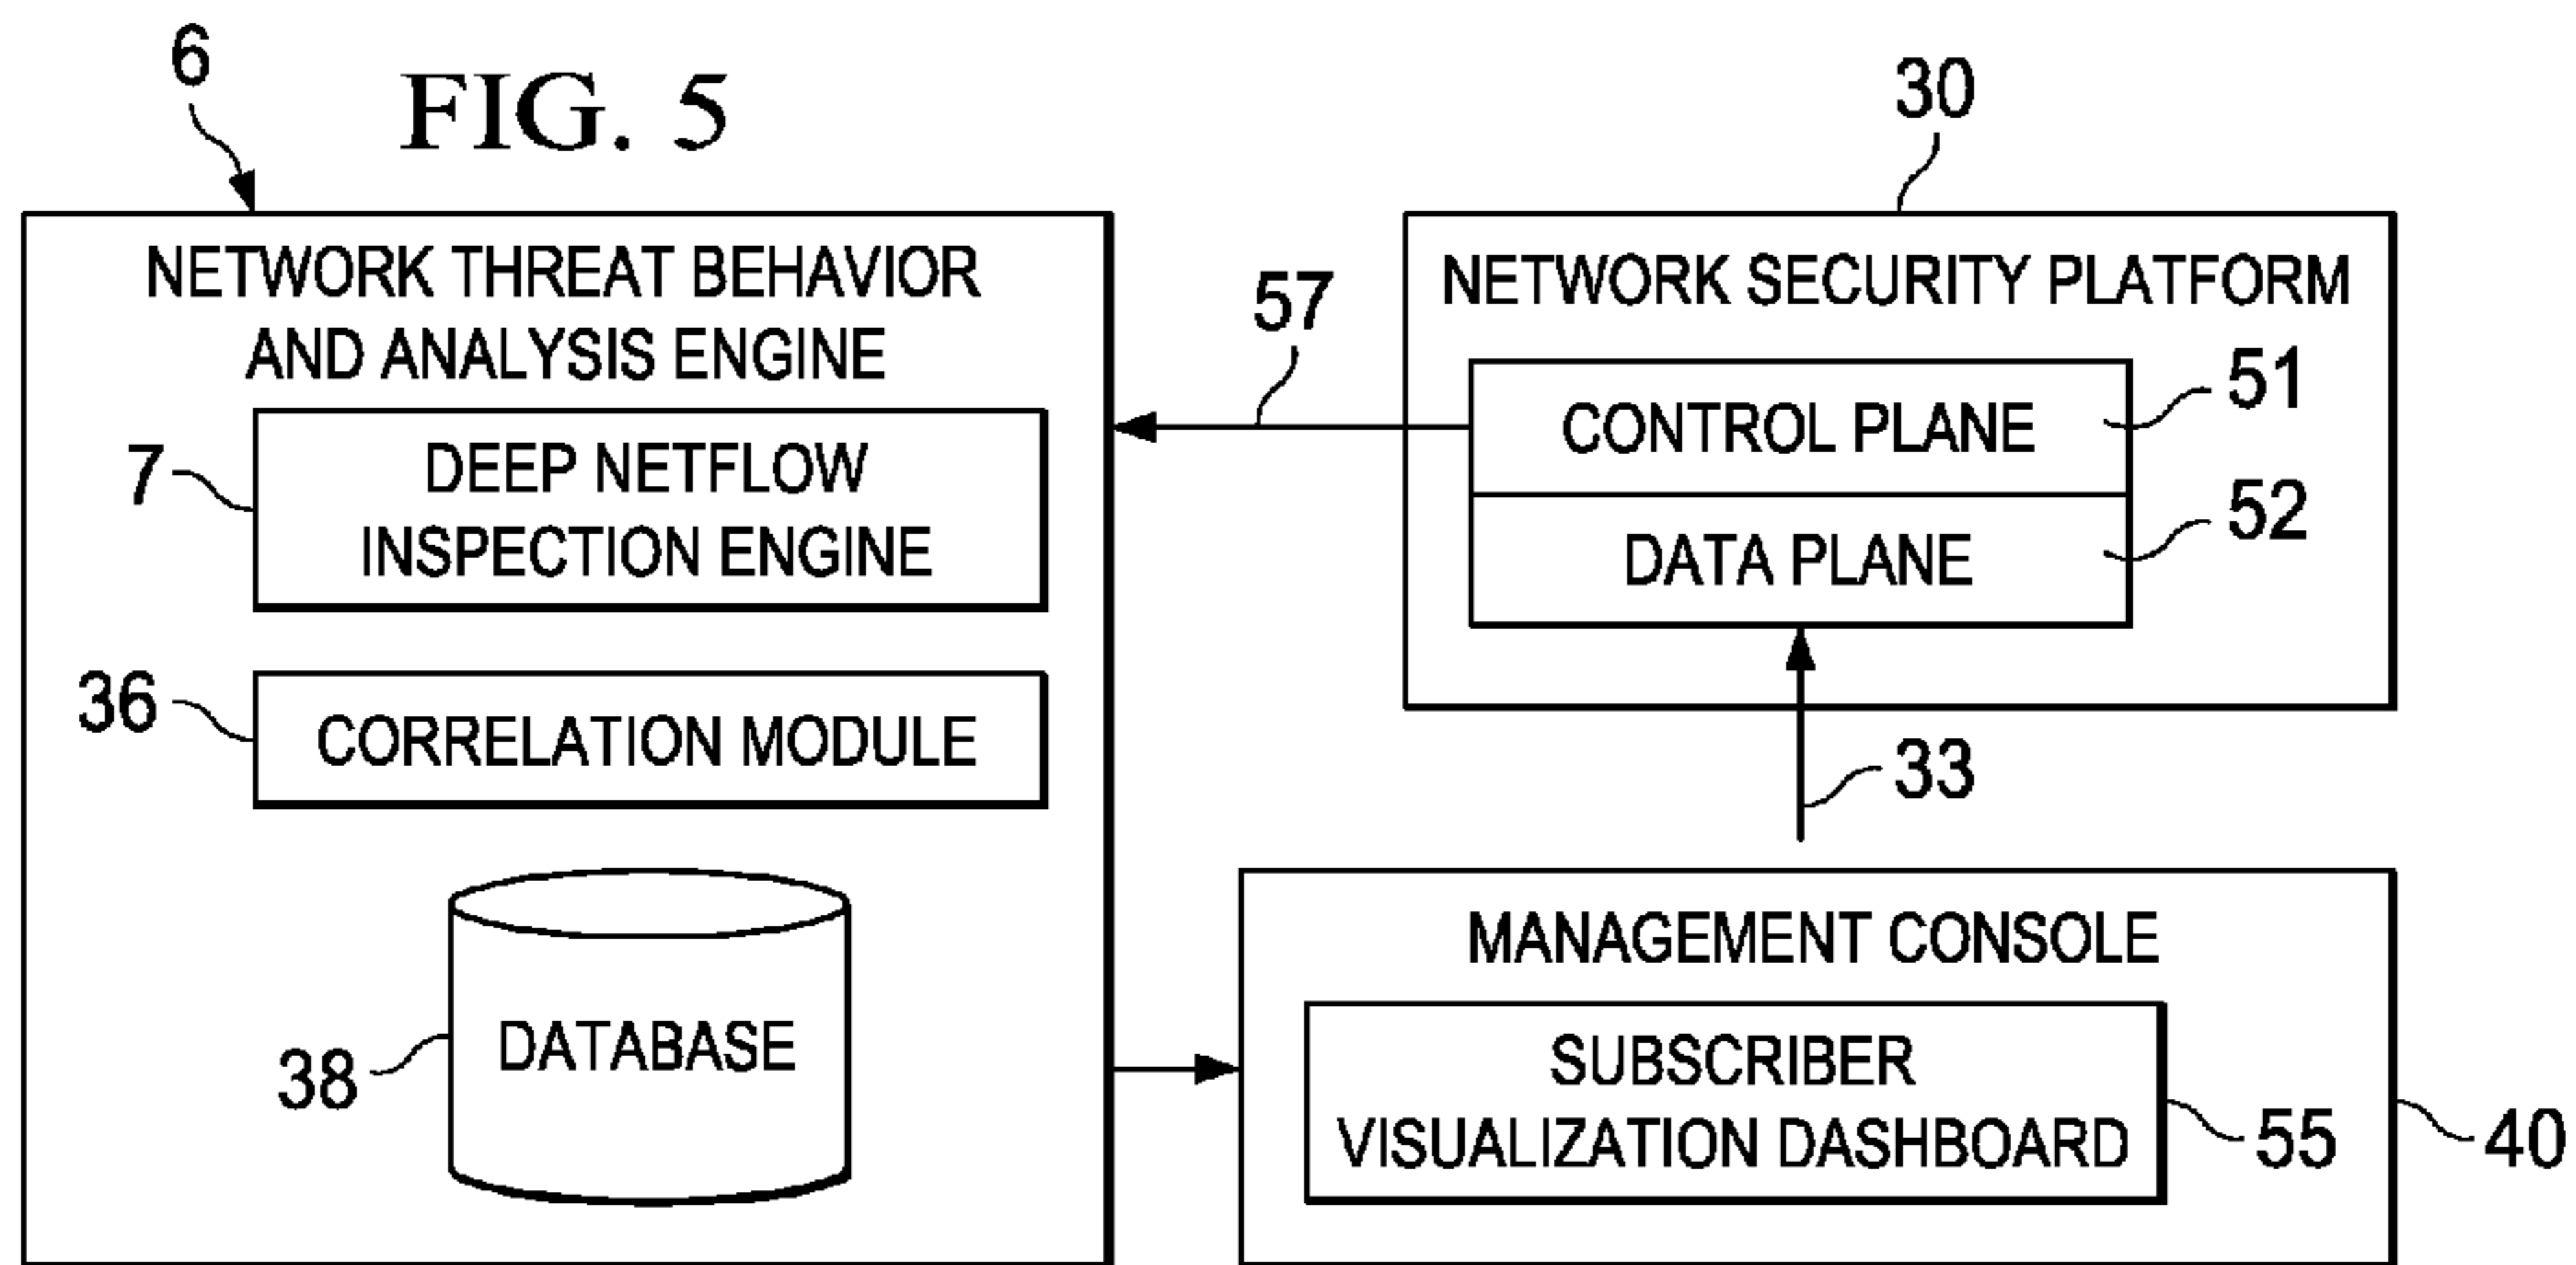 FIG. 5
6
NETWORK THREAT BEHAVIOR
AND ANALYSIS ENGINE
7
DEEP NETFLOW
INSPECTION ENGINE
36
CORRELATION MODULE
38
DATABASE
57
30
NETWORK SECURITY PLATFORM
CONTROL PLANE
51
DATA PLANE
52
33
MANAGEMENT CONSOLE
SUBSCRIBER
VISUALIZATION DASHBOARD
55
40